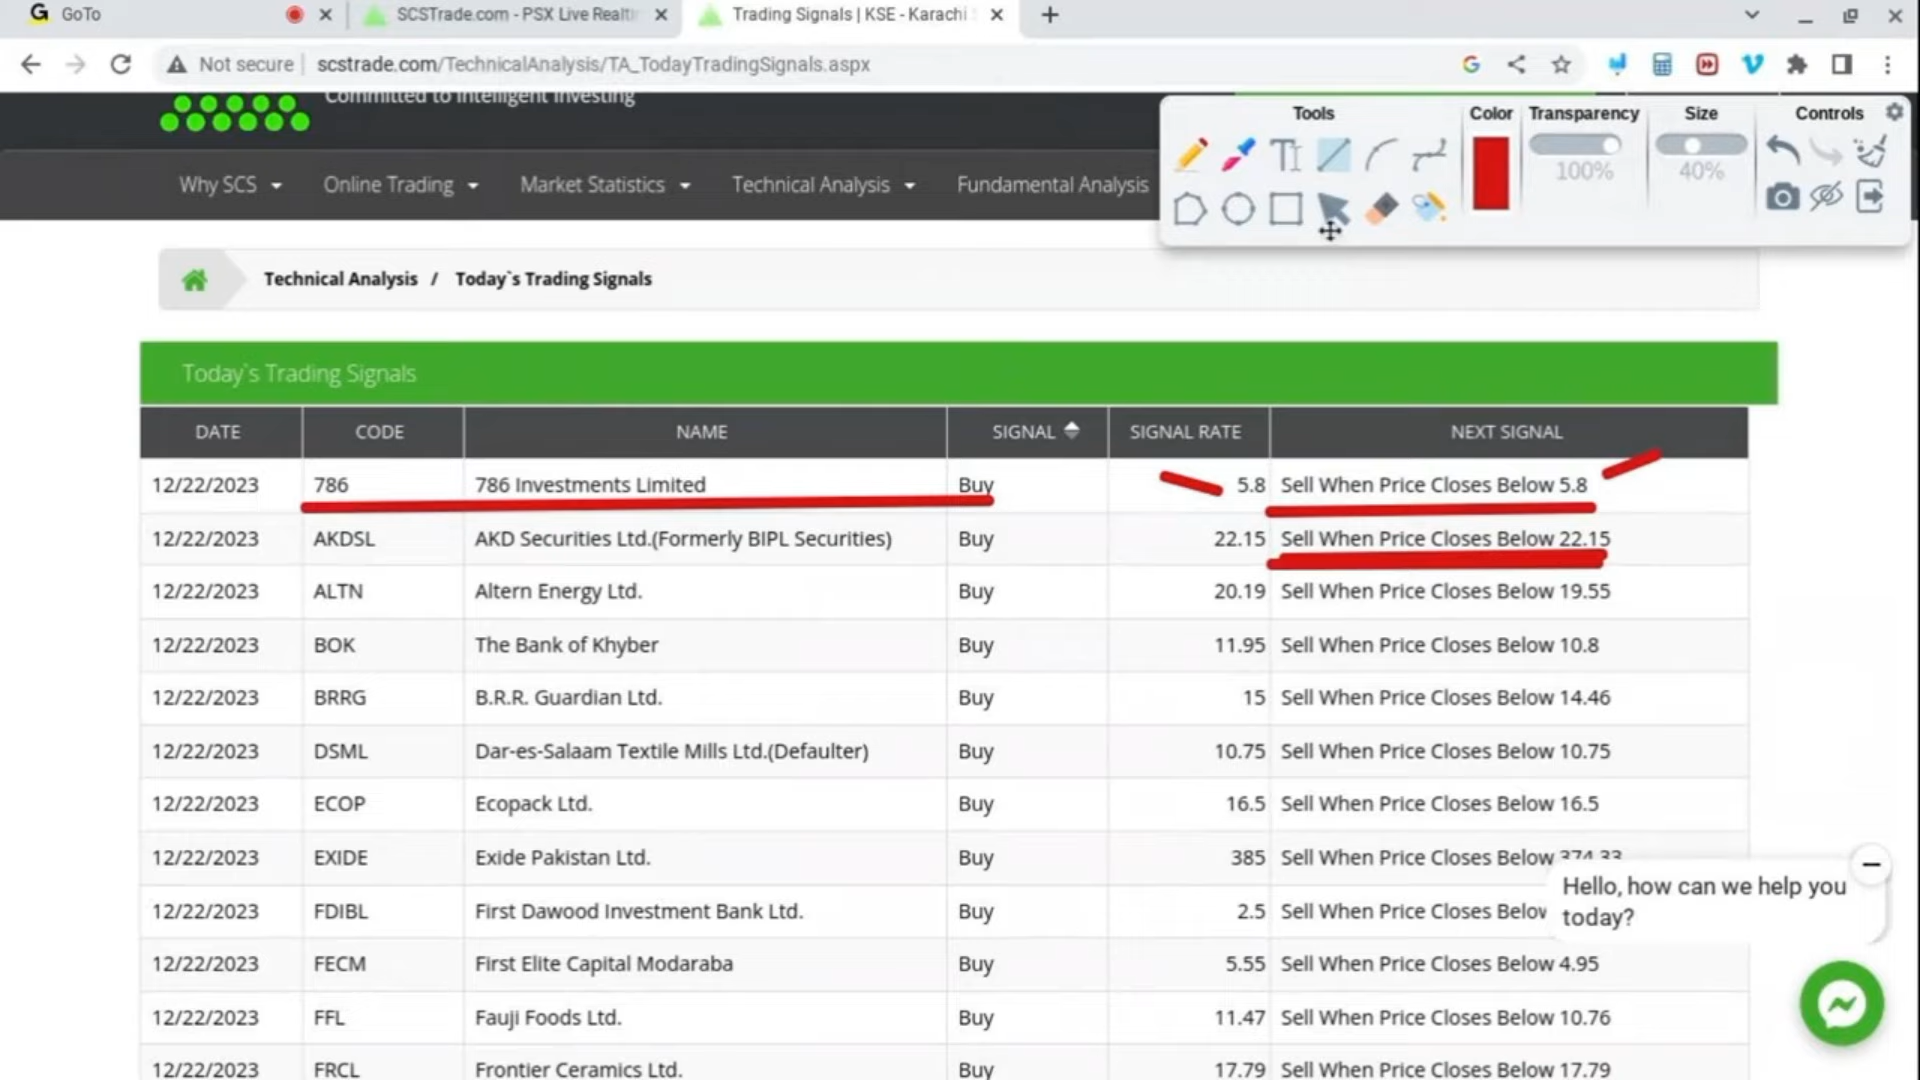 GoTo
SCSTrade.com - PSX Live Realti
Trading Signals | KSE - Karachi S
Not secure
scstrade.com/TechnicalAnalysis/TA_TodayTradingSignals.aspx
Committed to Intelligent Investing
Tools Color Transparency Size Controls
100% 40%
Why SCS Online Trading Market Statistics Technical Analysis Fundamental Analysis
Technical Analysis / Today`s Trading Signals
Today`s Trading Signals
DATE CODE NAME SIGNAL SIGNAL RATE NEXT SIGNAL
12/22/2023 786 786 Investments Limited Buy 5.8 Sell When Price Closes Below 5.8
12/22/2023 AKDSL AKD Securities Ltd.(Formerly BIPL Securities) Buy 22.15 Sell When Price Closes Below 22.15
12/22/2023 ALTN Altern Energy Ltd. Buy 20.19 Sell When Price Closes Below 19.55
12/22/2023 BOK The Bank of Khyber Buy 11.95 Sell When Price Closes Below 10.8
12/22/2023 BRRG B.R.R. Guardian Ltd. Buy 15 Sell When Price Closes Below 14.46
12/22/2023 DSML Dar-es-Salaam Textile Mills Ltd.(Defaulter) Buy 10.75 Sell When Price Closes Below 10.75
12/22/2023 ECOP Ecopack Ltd. Buy 16.5 Sell When Price Closes Below 16.5
12/22/2023 EXIDE Exide Pakistan Ltd. Buy 385 Sell When Price Closes Below 374.33
12/22/2023 FDIBL First Dawood Investment Bank Ltd. Buy 2.5 Sell When Price Closes Below
Hello, how can we help you
today?
12/22/2023 FECM First Elite Capital Modaraba Buy 5.55 Sell When Price Closes Below 4.95
12/22/2023 FFL Fauji Foods Ltd. Buy 11.47 Sell When Price Closes Below 10.76
12/22/2023 FRCL Frontier Ceramics Ltd. Buy 17.79 Sell When Price Closes Below 17.79